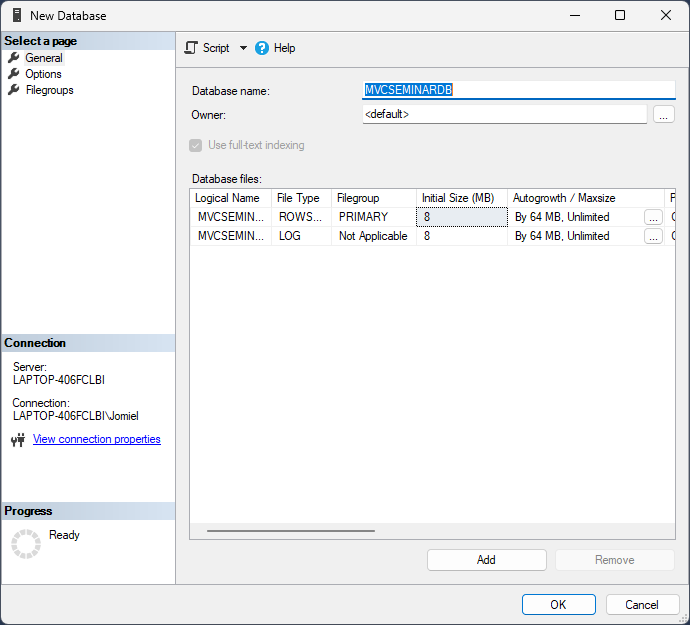 New Database
Select a page
General
Options
Filegroups
Script
Help
Database name:
MVCSEMINARDB
Owner:
<default>
...
Use full-text indexing
Database files:
Logical Name File Type Filegroup Initial Size (MB) Autogrowth / Maxsize
MVCSEMIN... ROWS... PRIMARY 8 By 64 MB, Unlimited ...
MVCSEMIN... LOG Not Applicable 8 By 64 MB, Unlimited ...
Connection
Server:
LAPTOP-406FCLBI
Connection:
LAPTOP-406FCLBI\Jomiel
View connection properties
Progress
Ready
Add
Remove
OK
Cancel